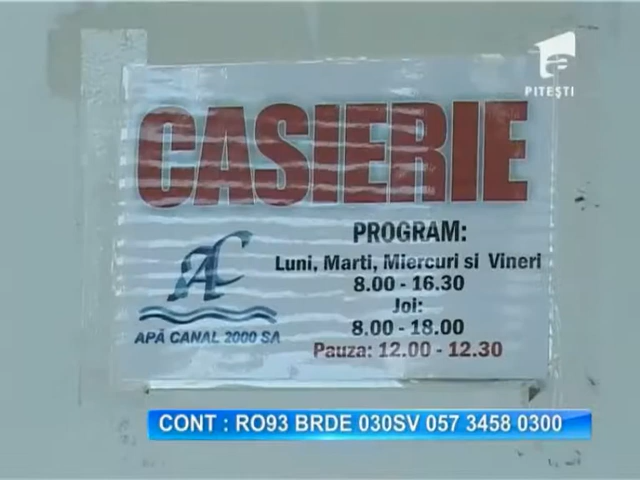 PITEȘTI
CASIERIE
PROGRAM:
Luni, Marti, Miercuri si Vineri
8.00 - 16.30
Joi:
8.00 - 18.00
Pauza: 12.00 - 12.30
AC
APĂ CANAL 2000 SA
CONT : RO93 BRDE 030SV 057 3458 0300